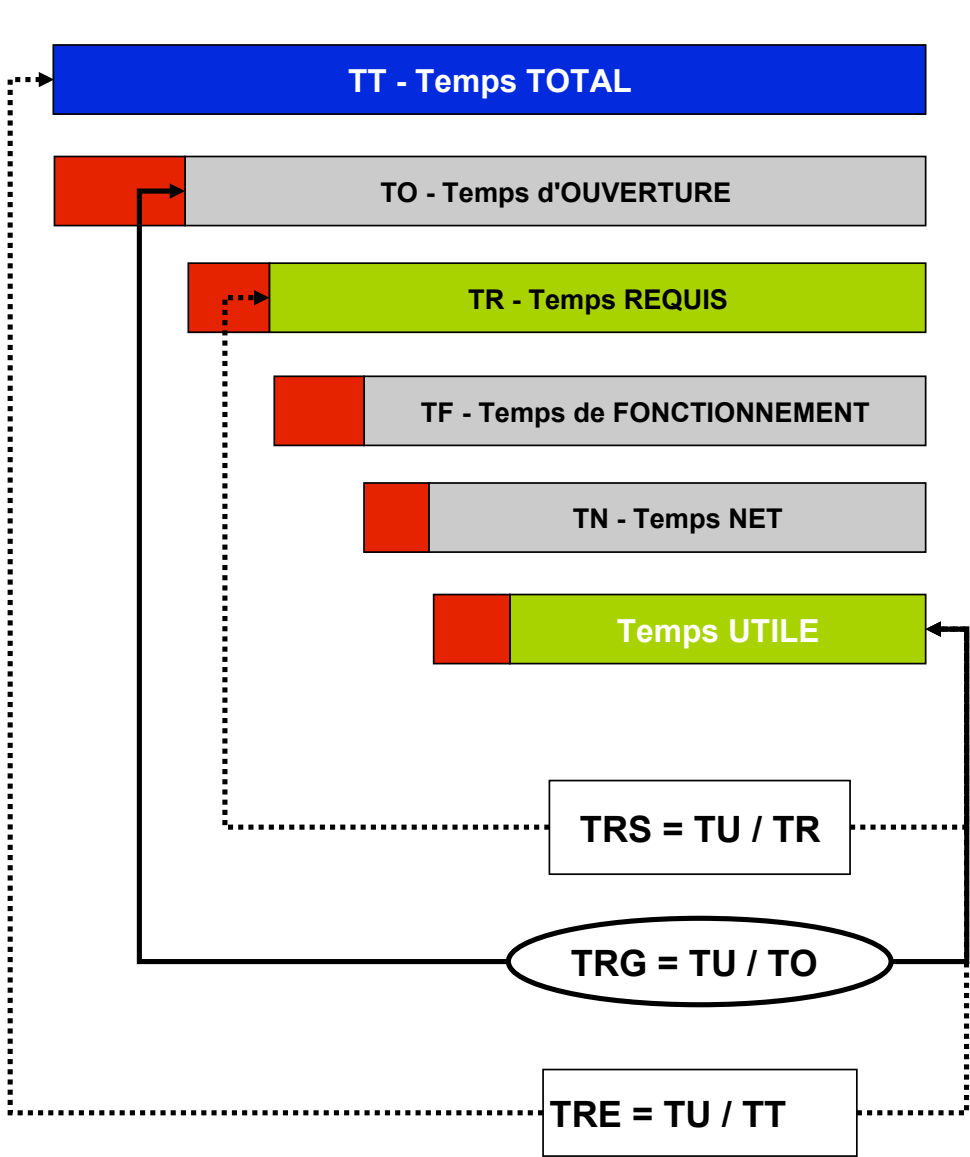 TT - Temps TOTAL
TO - Temps d'OUVERTURE
TR - Temps REQUIS
TF - Temps de FONCTIONNEMENT
TN - Temps NET
Temps UTILE
TRS = TU / TR
TRG = TU / TO
TRE = TU / TT